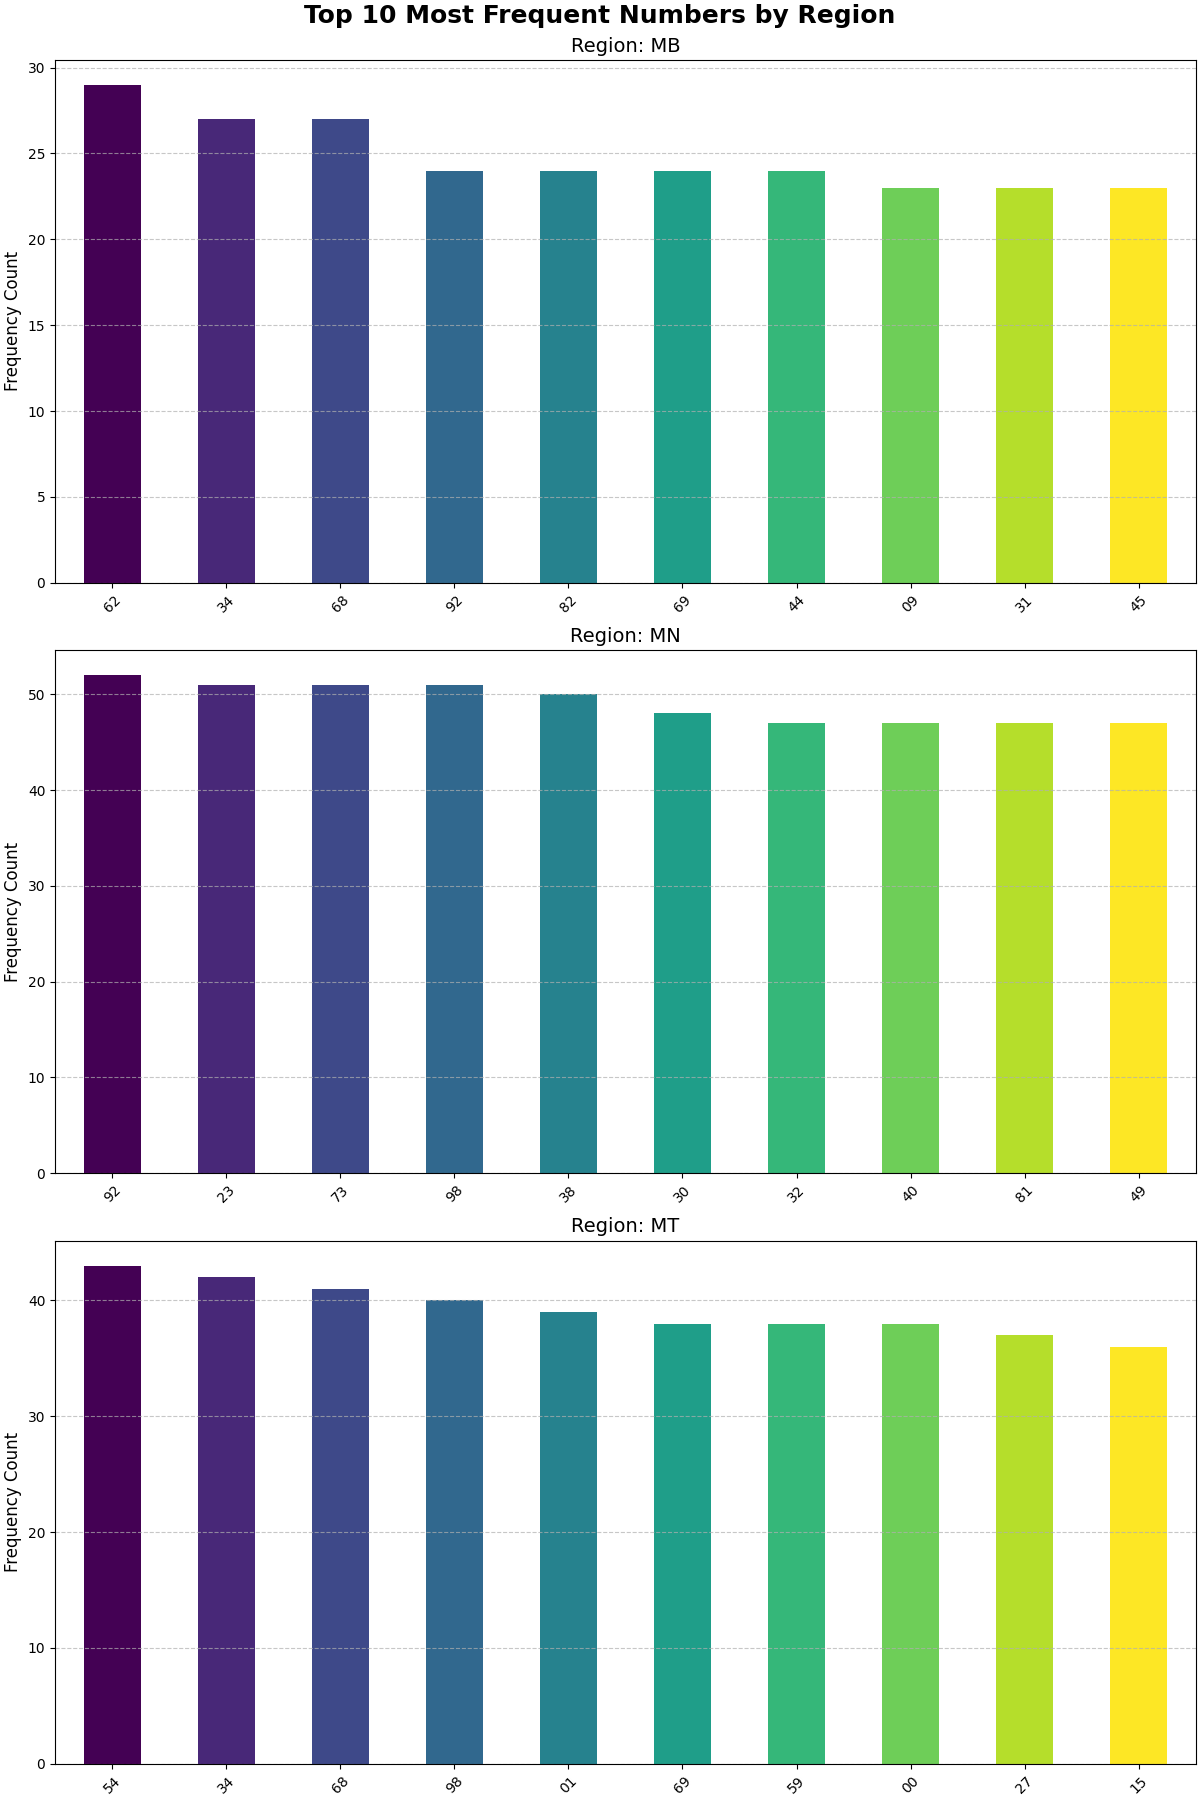 Top 10 Most Frequent Numbers by Region
Region: MB
Frequency Count
30
25
20
15
10
5
0
62 34 68 92 82 69 44 09 31 45
Region: MN
Frequency Count
50
40
30
20
10
0
92 23 73 98 38 30 32 40 81 49
Region: MT
Frequency Count
40
30
20
10
0
54 34 68 98 01 69 59 00 27 15